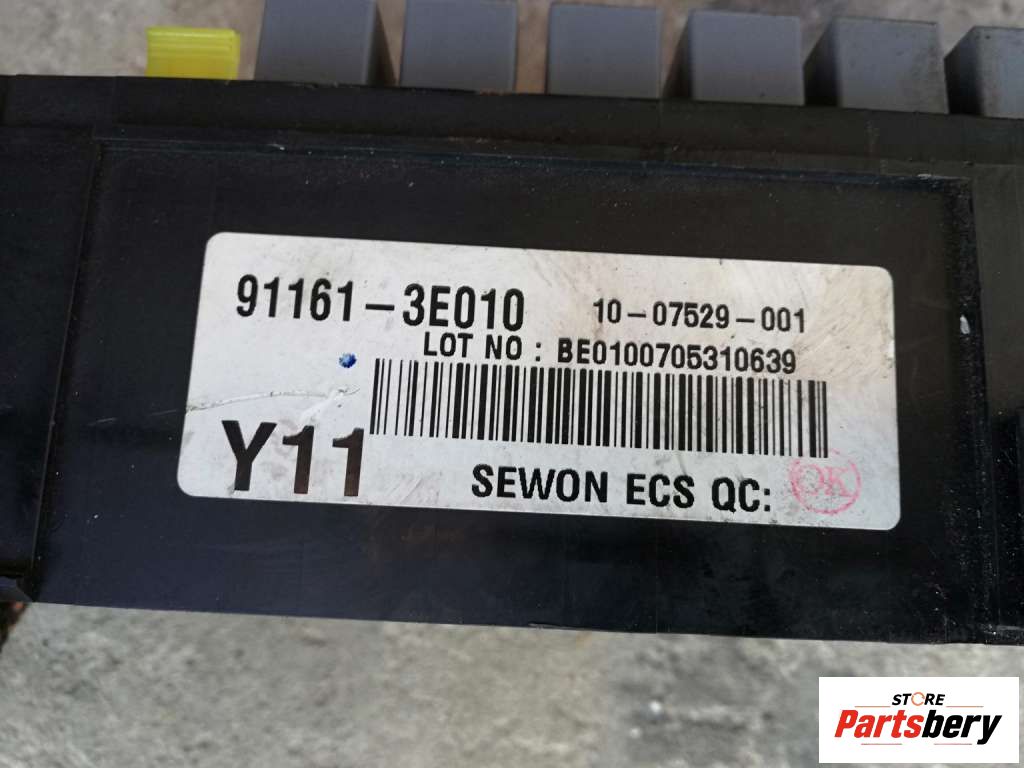 91161-3E010 10-07529-001
LOT NO : BE0100705310639
Y11
SEWON ECS QC: OK
STORE
Partsbery